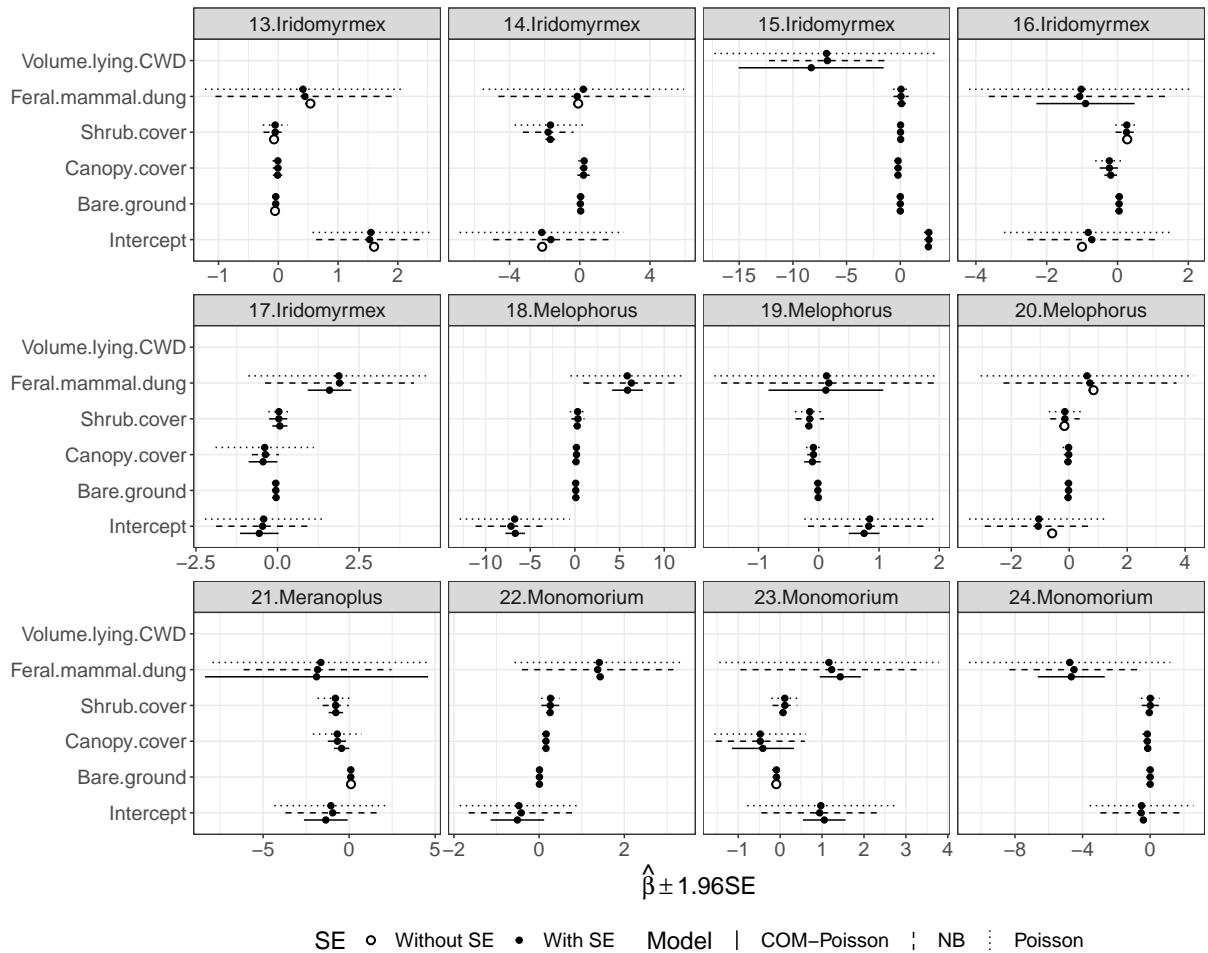 13.Iridomyrmex 14.Iridomyrmex 15.Iridomyrmex 16.Iridomyrmex
Volume.lying.CWD
Feral.mammal.dung
Shrub.cover
Canopy.cover
Bare.ground
Intercept
−1 0 1 2 −4 0 4 −15 −10 −5 0 −4 −2 0 2
17.Iridomyrmex 18.Melophorus 19.Melophorus 20.Melophorus
Volume.lying.CWD
Feral.mammal.dung
Shrub.cover
Canopy.cover
Bare.ground
Intercept
−2.5 0.0 2.5 −10 −5 0 5 10 −1 0 1 2 −2 0 2 4
21.Meranoplus 22.Monomorium 23.Monomorium 24.Monomorium
Volume.lying.CWD
Feral.mammal.dung
Shrub.cover
Canopy.cover
Bare.ground
Intercept
−5 0 5 −2 0 2 −1 0 1 2 3 4 −8 −4 0
β̂ ± 1.96SE
SE Without SE With SE Model COM−Poisson NB Poisson